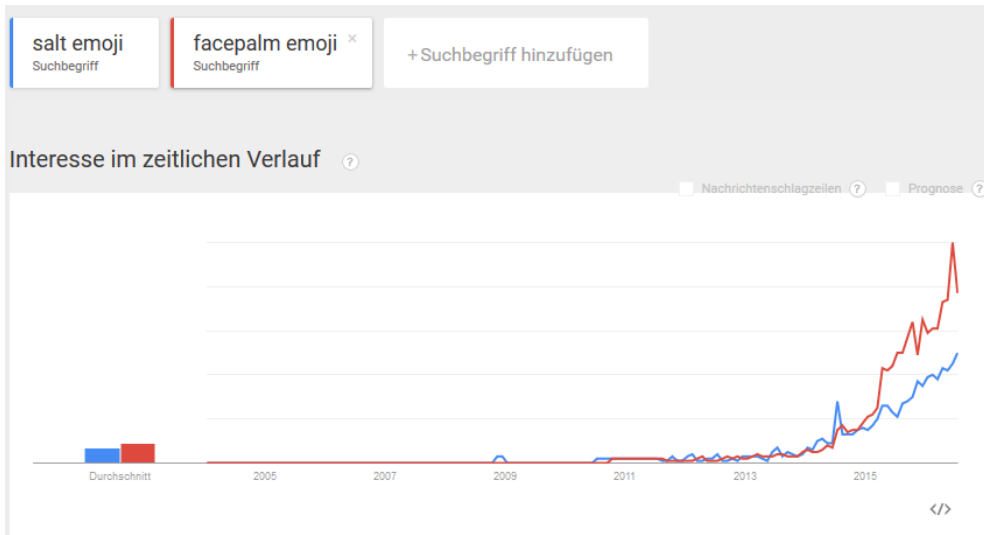 salt emoji
Suchbegriff
facepalm emoji ×
Suchbegriff
+ Suchbegriff hinzufügen
Interesse im zeitlichen Verlauf ?
Nachrichtenschlagzeilen ? Prognose ?
Durchschnitt 2005 2007 2009 2011 2013 2015
</>